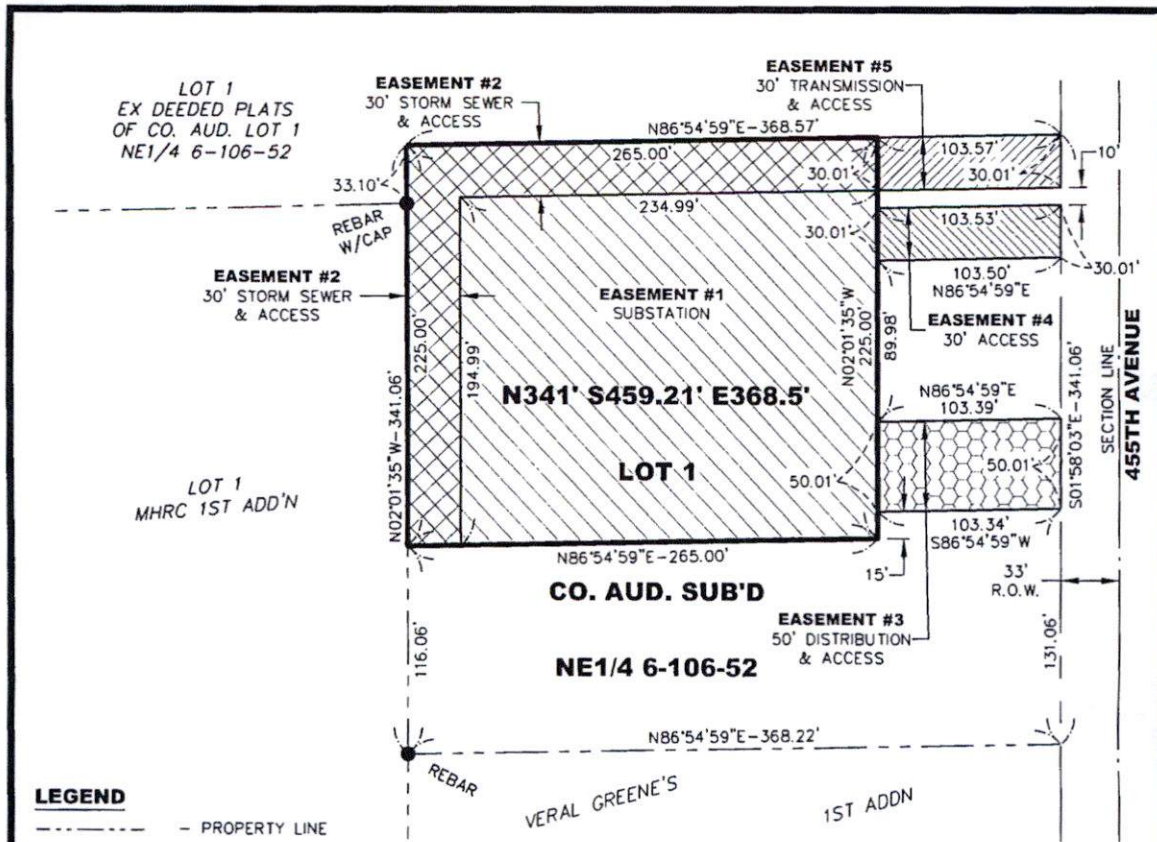 LOT 1
EX DEEDED PLATS
OF CO. AUD. LOT 1
NE1/4 6-106-52
EASEMENT #2
30' STORM SEWER
& ACCESS
EASEMENT #5
30' TRANSMISSION
& ACCESS
N86°54'59"E-368.57'
265.00'
103.57'
10'
33.10'
30.01'
30.01'
REBAR
W/CAP
234.99'
103.53'
30.01'
EASEMENT #2
30' STORM SEWER
& ACCESS
EASEMENT #1
SUBSTATION
103.50'
N86°54'59"E
30.01'
EASEMENT #4
30' ACCESS
N02°01'35"W
225.00'
89.98'
225.00'
194.99'
N02°01'35"W-341.06'
N341' S459.21' E368.5'
LOT 1
N86°54'59"E
103.39'
50.01'
50.01'
S01°58'03"E-341.06'
SECTION LINE
455TH AVENUE
LOT 1
MHRC 1ST ADD'N
103.34'
S86°54'59"W
N86°54'59"E-265.00'
15'
33'
R.O.W.
CO. AUD. SUB'D
EASEMENT #3
50' DISTRIBUTION
& ACCESS
116.06'
131.06'
NE1/4 6-106-52
N86°54'59"E-368.22'
REBAR
VERAL GREENE'S
1ST ADDN
LEGEND
- PROPERTY LINE